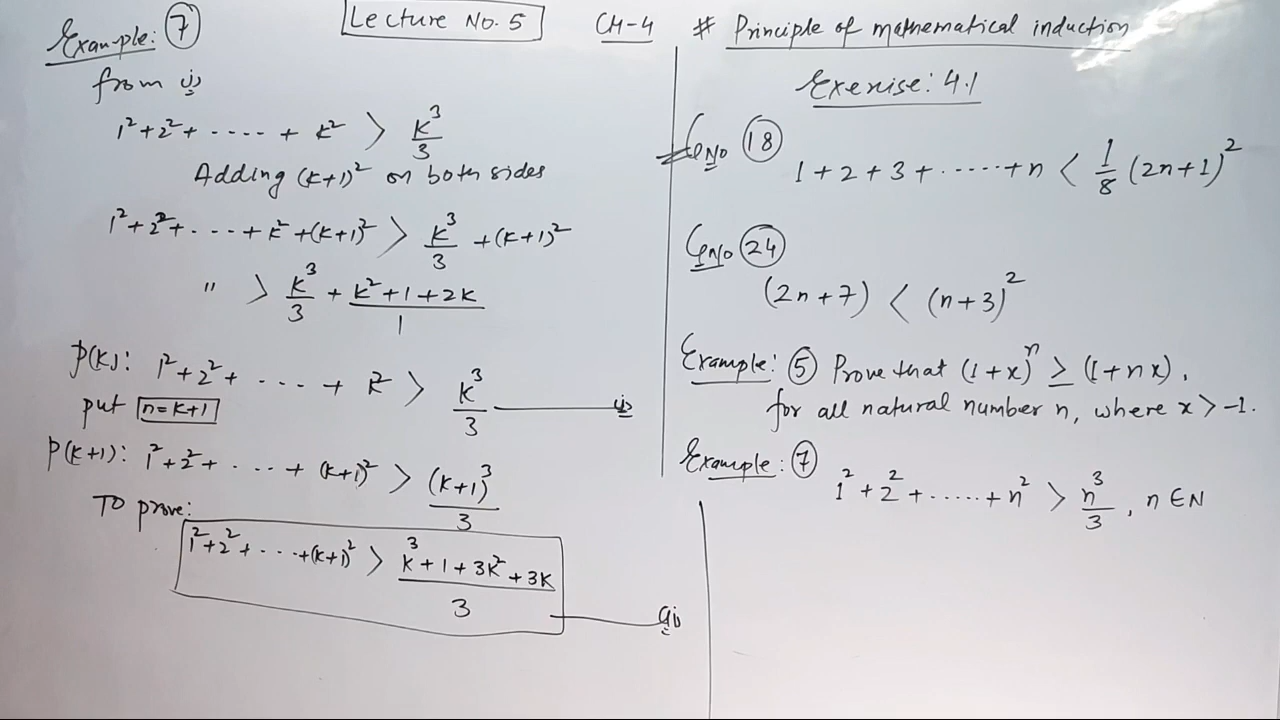 Lecture No. 5 CH-4 # Principle of mathematical induction
Example: 7
from (i)
1² + 2² + ---- + k² > k³/3
Adding (k+1)² on both sides
1² + 2² + ---- + k² + (k+1)² > k³/3 + (k+1)²
" > k³/3 + (k² + 1 + 2k)/1
P(k): 1² + 2² + ---- + k² > k³/3 —— (i)
put n = k+1
P(k+1): 1² + 2² + ---- + (k+1)² > (k+1)³/3
To prove:
1² + 2² + ---- + (k+1)² > (k³ + 1 + 3k² + 3k)/3 —— (ii)
Exercise: 4.1
Q no 18
1 + 2 + 3 + ...... + n < 1/8 (2n+1)²
Q no 24
(2n+7) < (n+3)²
Example: 5 Prove that (1+x)ⁿ ≥ (1+nx),
for all natural number n, where x > -1.
Example: 7
1² + 2² + ...... + n² > n³/3, n ∈ N